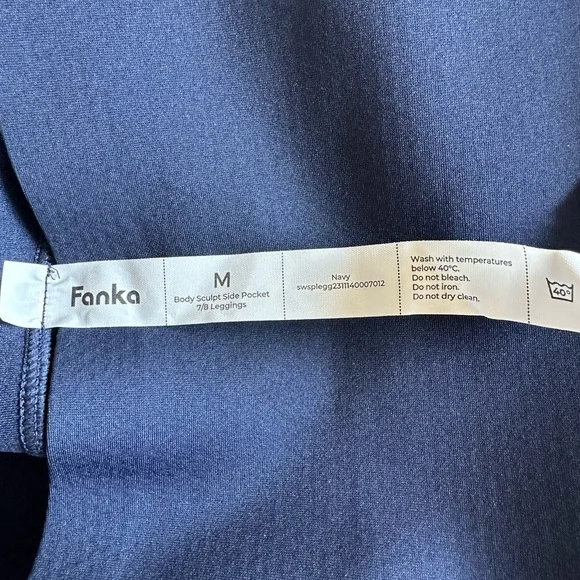 Fanka
M
Body Sculpt Side Pocket
7/8 Leggings
Navy
swsplegg2311140007012
Wash with temperatures
below 40°C.
Do not bleach.
Do not iron.
Do not dry clean.
40°